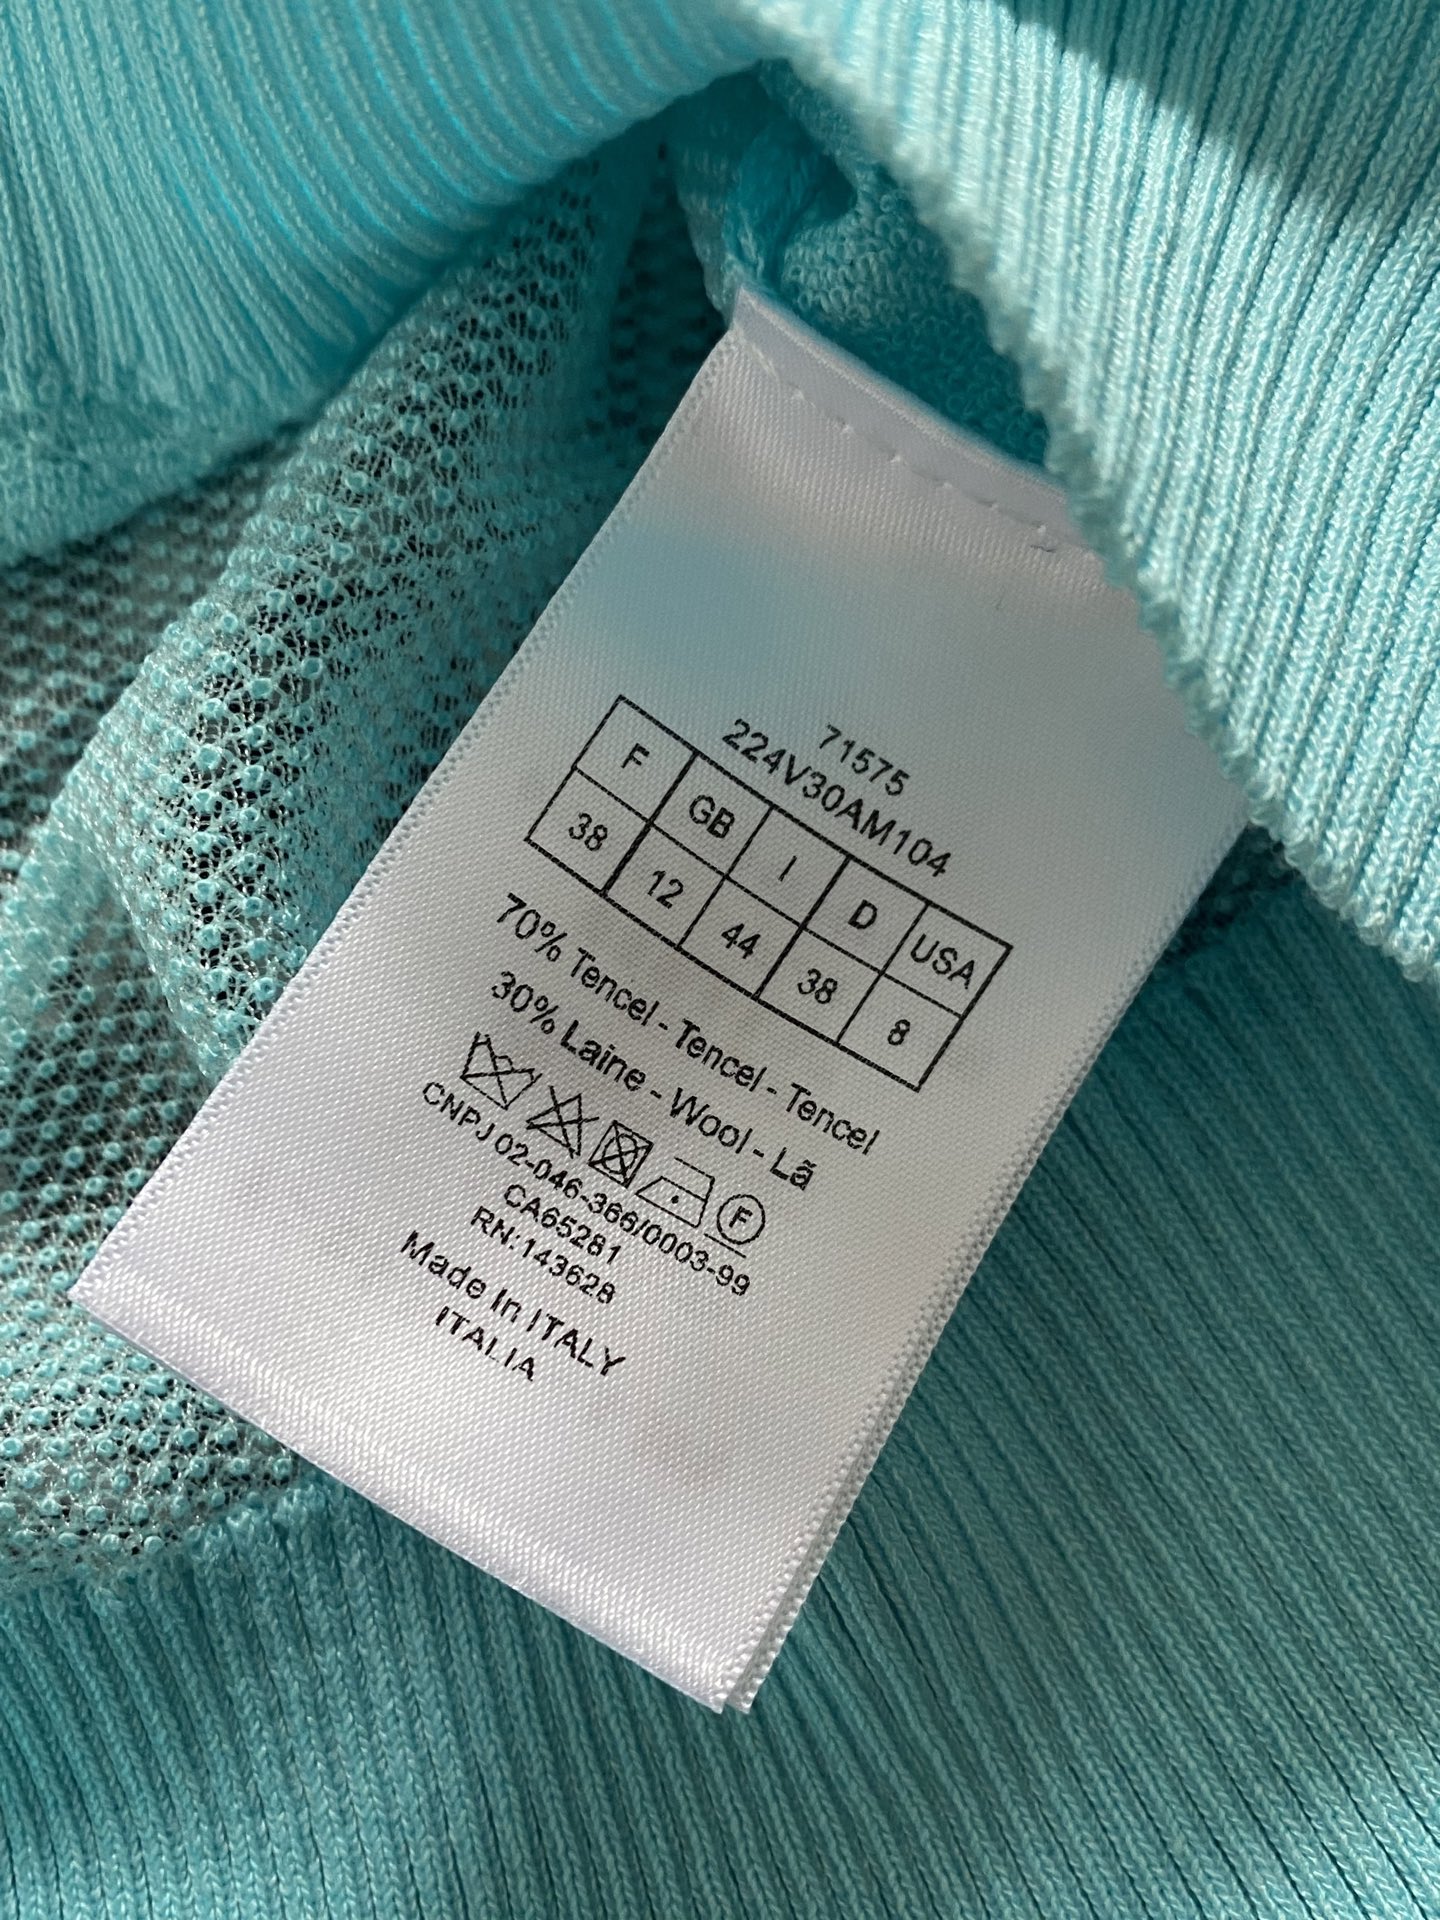 71575
224V30AM104
F GB I D USA
38 12 44 38 8
70% Tencel - Tencel - Tencel
30% Laine - Wool - Lã
F
CNPJ 02-046-366/0003-99
CA65281
RN:143628
Made In ITALY
ITALIA